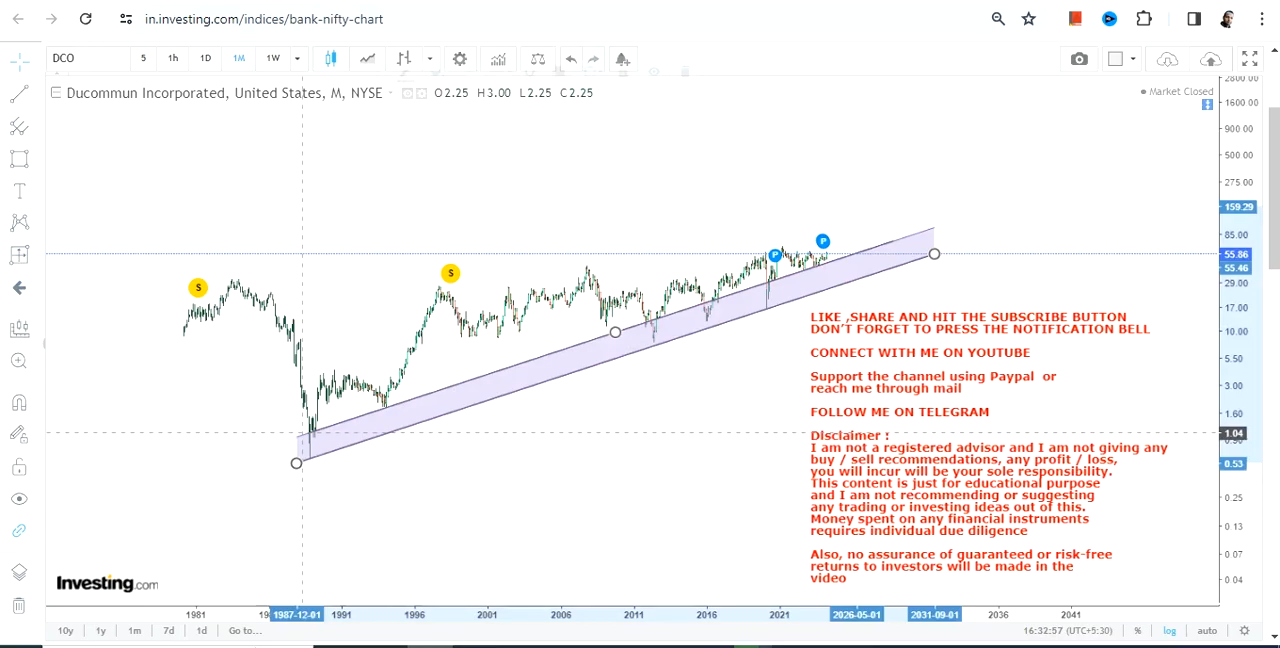 in.investing.com/indices/bank-nifty-chart
DCO 5 1h 1D 1M 1W
Ducommun Incorporated, United States, M, NYSE O2.25 H3.00 L2.25 C2.25
Market Closed
2800.00
1600.00
900.00
500.00
275.00
159.29
85.00
55.86
55.46
29.00
17.00
10.00
5.50
3.00
1.60
1.04
0.53
0.25
0.13
0.07
0.04
S
S
P
P
LIKE ,SHARE AND HIT THE SUBSCRIBE BUTTON
DON'T FORGET TO PRESS THE NOTIFICATION BELL
CONNECT WITH ME ON YOUTUBE
Support the channel using Paypal or
reach me through mail
FOLLOW ME ON TELEGRAM
Disclaimer :
I am not a registered advisor and I am not giving any
buy / sell recommendations, any profit / loss,
you will incur will be your sole responsibility.
This content is just for educational purpose
and I am not recommending or suggesting
any trading or investing ideas out of this.
Money spent on any financial instruments
requires individual due diligence
Also, no assurance of guaranteed or risk-free
returns to investors will be made in the
video
Investing.com
1981 1987-12-01 1991 1996 2001 2006 2011 2016 2021 2026-05-01 2031-09-01 2036 2041
10y 1y 1m 7d 1d Go to... 16:32:57 (UTC+5:30) % log auto